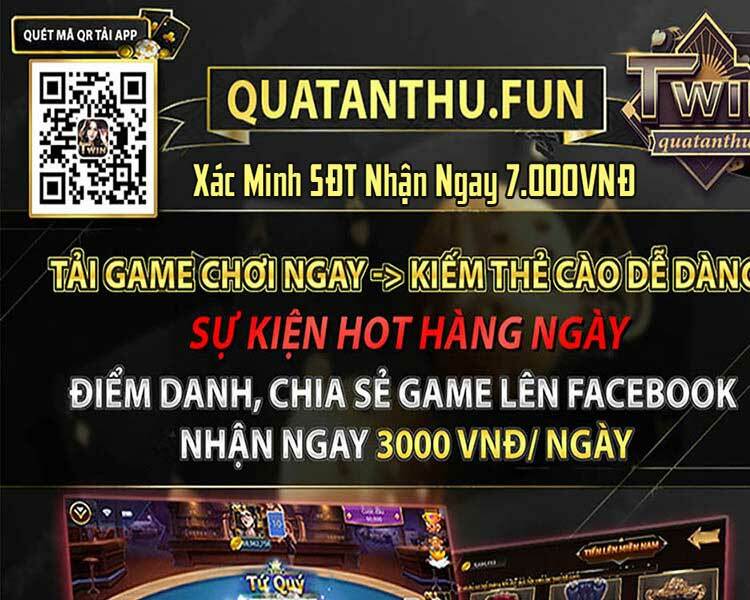 QUÉT MÃ QR TẢI APP
TWIN
QUATANTHU.FUN
TWIN
quatanthu
Xác Minh SĐT Nhận Ngay 7.000VNĐ
TẢI GAME CHƠI NGAY -> KIẾM THẺ CÀO DỄ DÀNG
SỰ KIỆN HOT HÀNG NGÀY
ĐIỂM DANH, CHIA SẺ GAME LÊN FACEBOOK
NHẬN NGAY 3000 VNĐ/ NGÀY
10
Tứ Quý
TIẾN LÊN MIỀN NAM